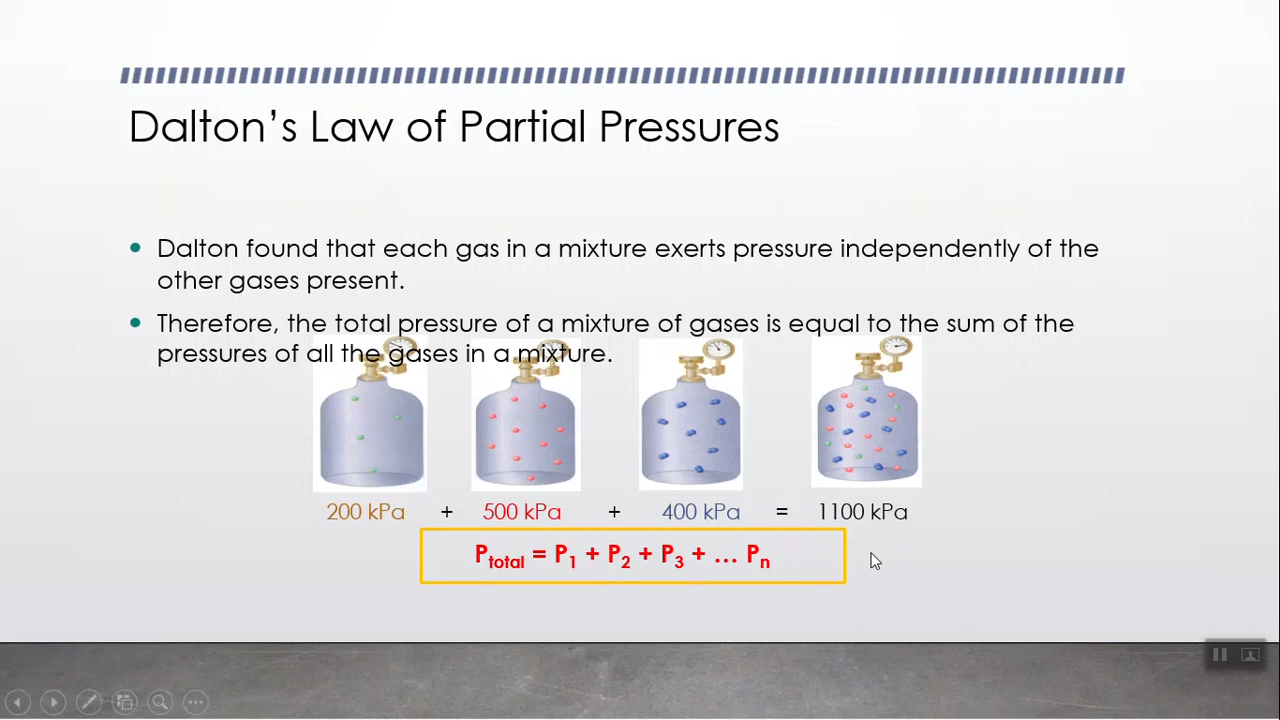 Dalton’s Law of Partial Pressures
• Dalton found that each gas in a mixture exerts pressure independently of the
other gases present.
• Therefore, the total pressure of a mixture of gases is equal to the sum of the
pressures of all the gases in a mixture.
200 kPa + 500 kPa + 400 kPa = 1100 kPa
Ptotal = P1 + P2 + P3 + … Pn